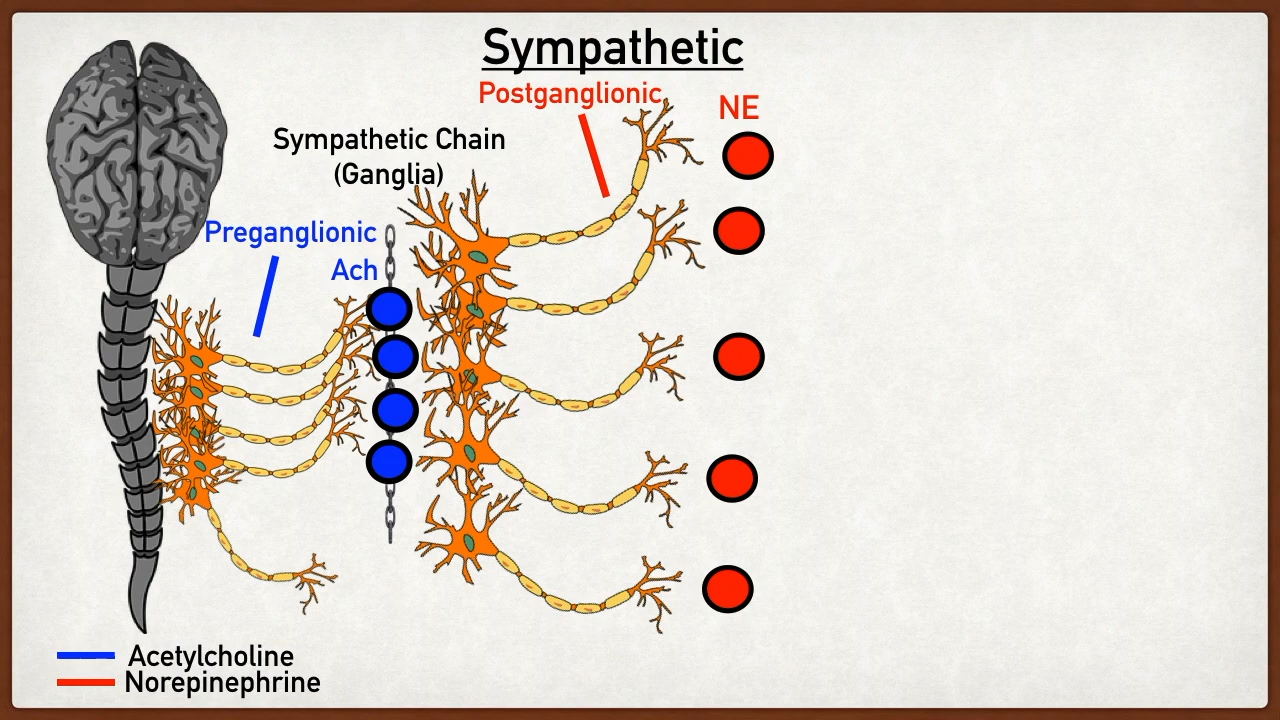 Sympathetic
Postganglionic
NE
Sympathetic Chain
(Ganglia)
Preganglionic
Ach
Acetylcholine
Norepinephrine